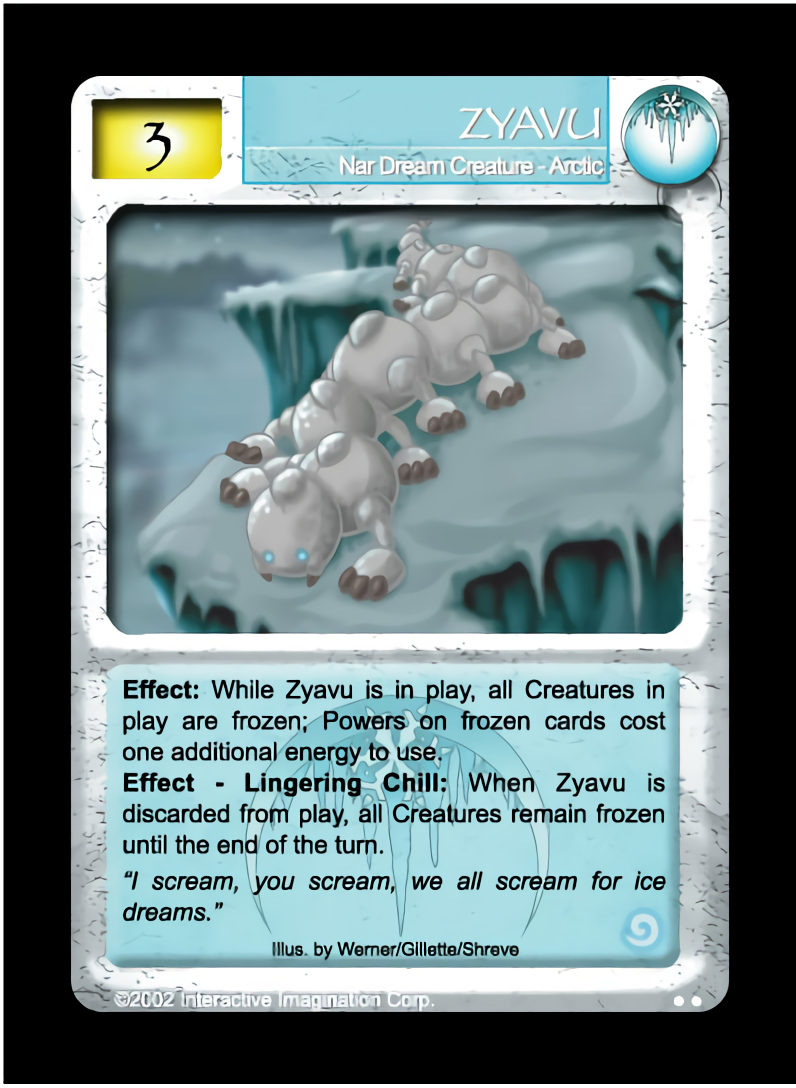 3
ZYAVU
Nar Dream Creature - Arctic
Effect: While Zyavu is in play, all Creatures in
play are frozen; Powers on frozen cards cost
one additional energy to use.
Effect - Lingering Chill: When Zyavu is
discarded from play, all Creatures remain frozen
until the end of the turn.
“I scream, you scream, we all scream for ice
dreams.”
Illus. by Werner/Gillette/Shreve
©2002 Interactive Imagination Corp.